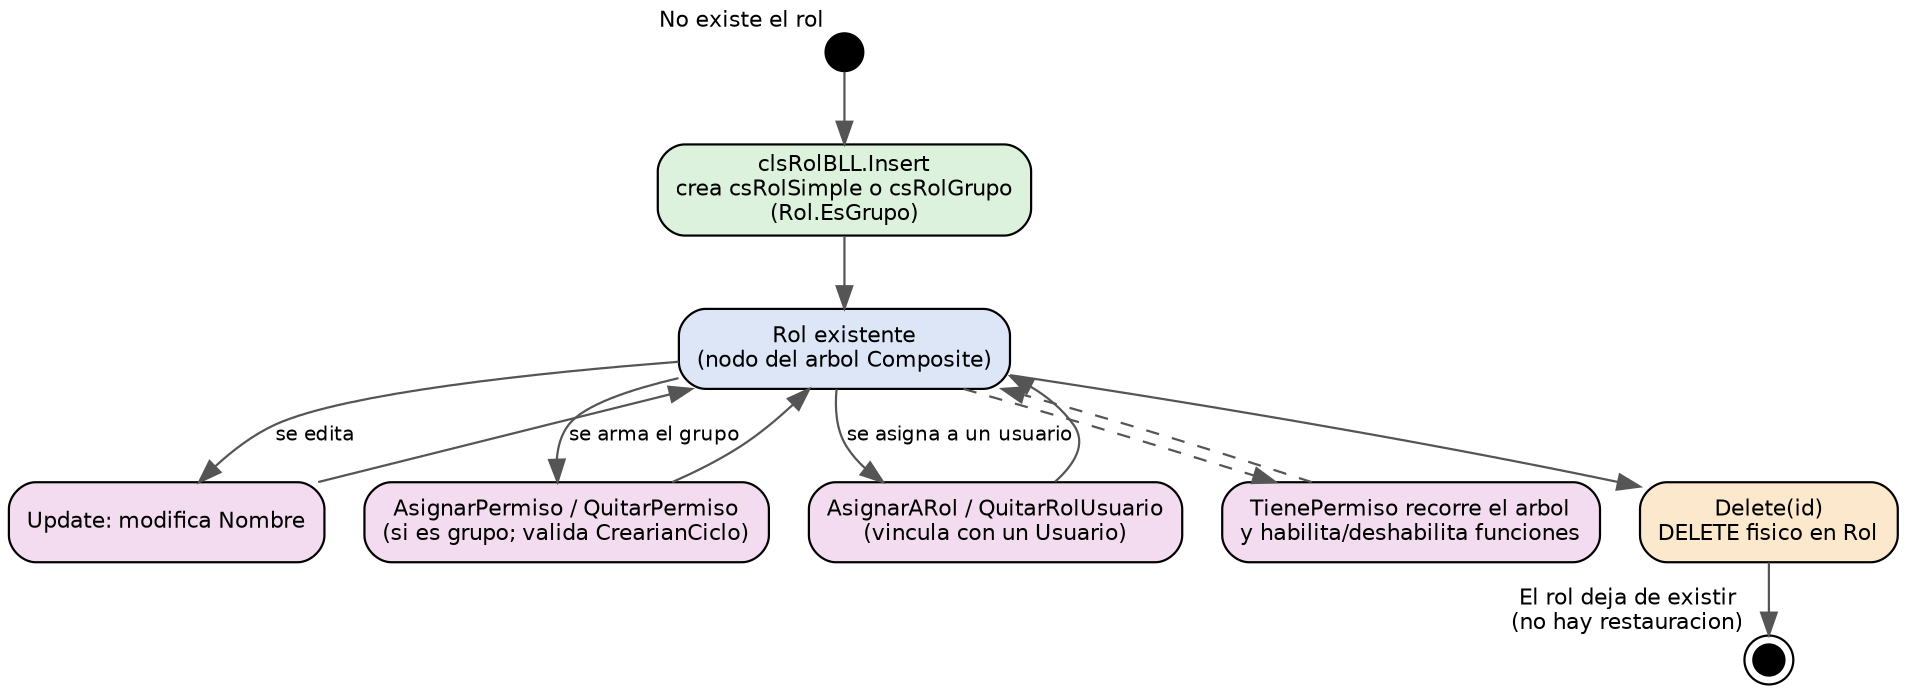 No existe el rol
clsRolBLL.Insert
crea csRolSimple o csRolGrupo
(Rol.EsGrupo)
Rol existente
(nodo del arbol Composite)
se edita
se arma el grupo
se asigna a un usuario
Update: modifica Nombre
AsignarPermiso / QuitarPermiso
(si es grupo; valida CrearianCiclo)
AsignarARol / QuitarRolUsuario
(vincula con un Usuario)
TienePermiso recorre el arbol
y habilita/deshabilita funciones
Delete(id)
DELETE fisico en Rol
El rol deja de existir
(no hay restauracion)